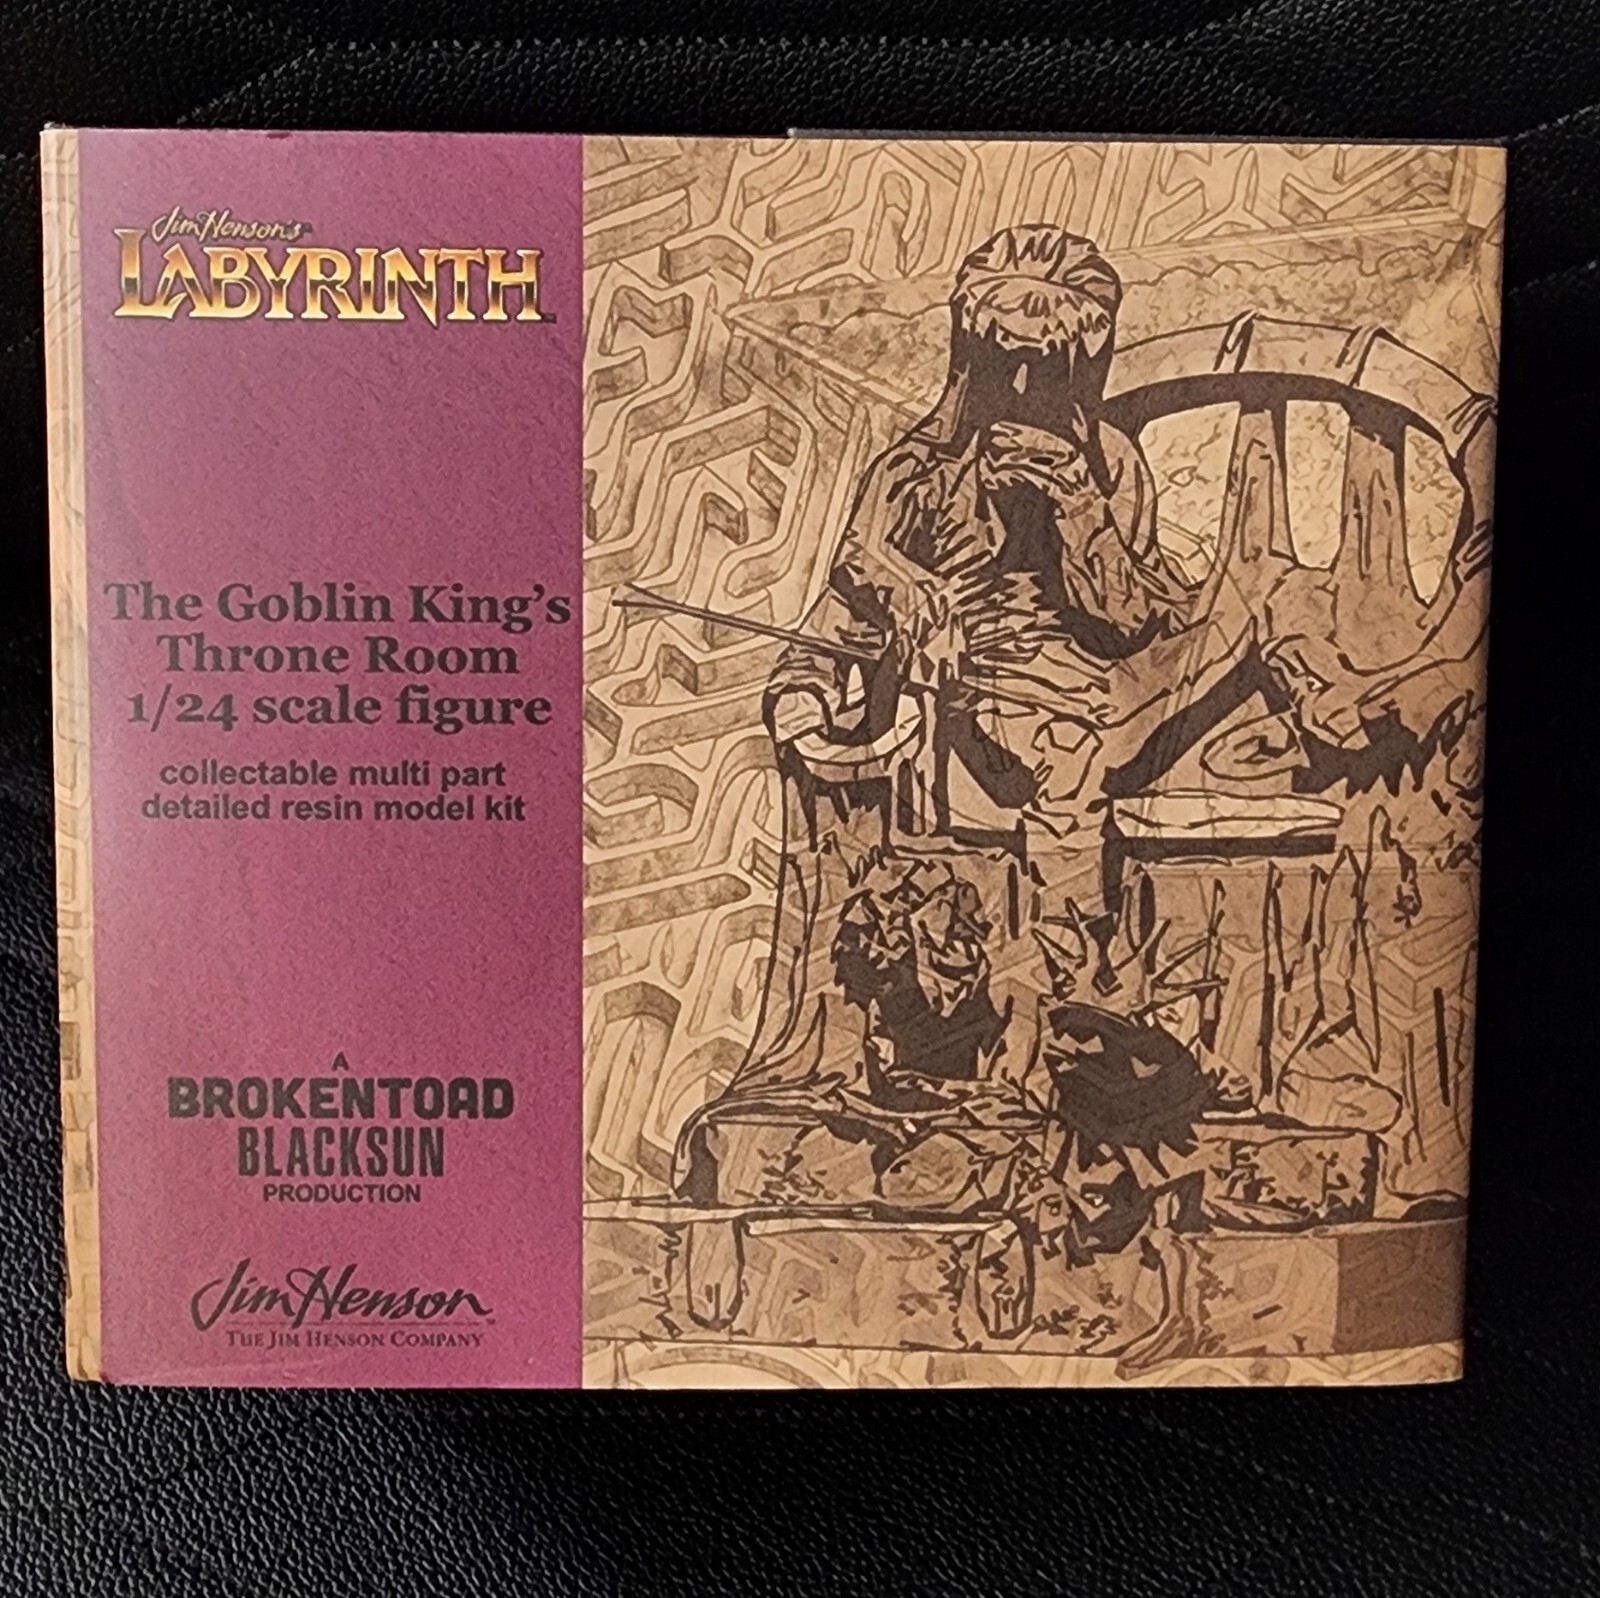 Jim Henson's
LABYRINTH
The Goblin King's
Throne Room
1/24 scale figure
collectable multi part
detailed resin model kit
A
BROKENTOAD
BLACKSUN
PRODUCTION
Jim Henson
THE JIM HENSON COMPANY